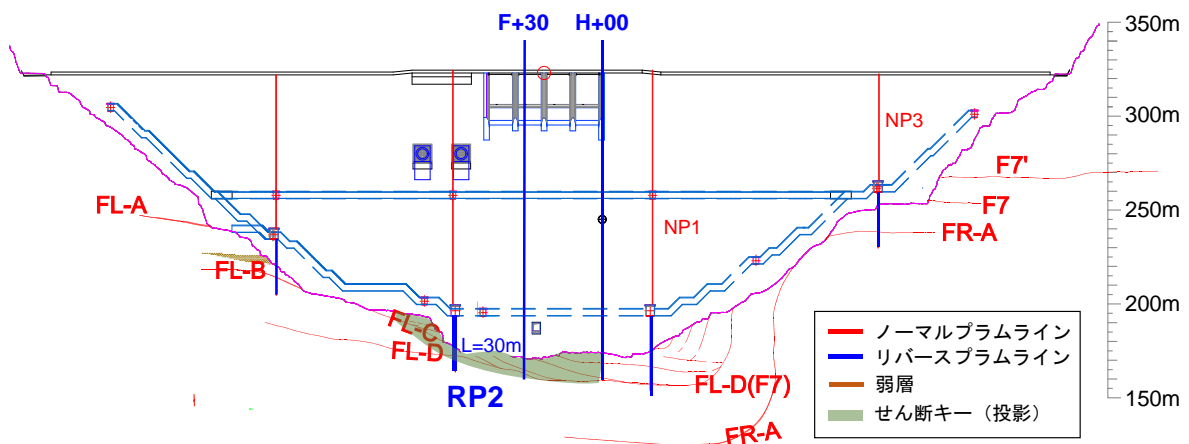 F+30
H+00
350m
300m
NP3
F7'
F7
FL-A
250m
NP1
FR-A
FL-B
200m
FL-C
FL-D
L=30m
RP2
FL-D(F7)
150m
FR-A
ノーマルプラムライン
リバースプラムライン
弱層
せん断キー（投影）